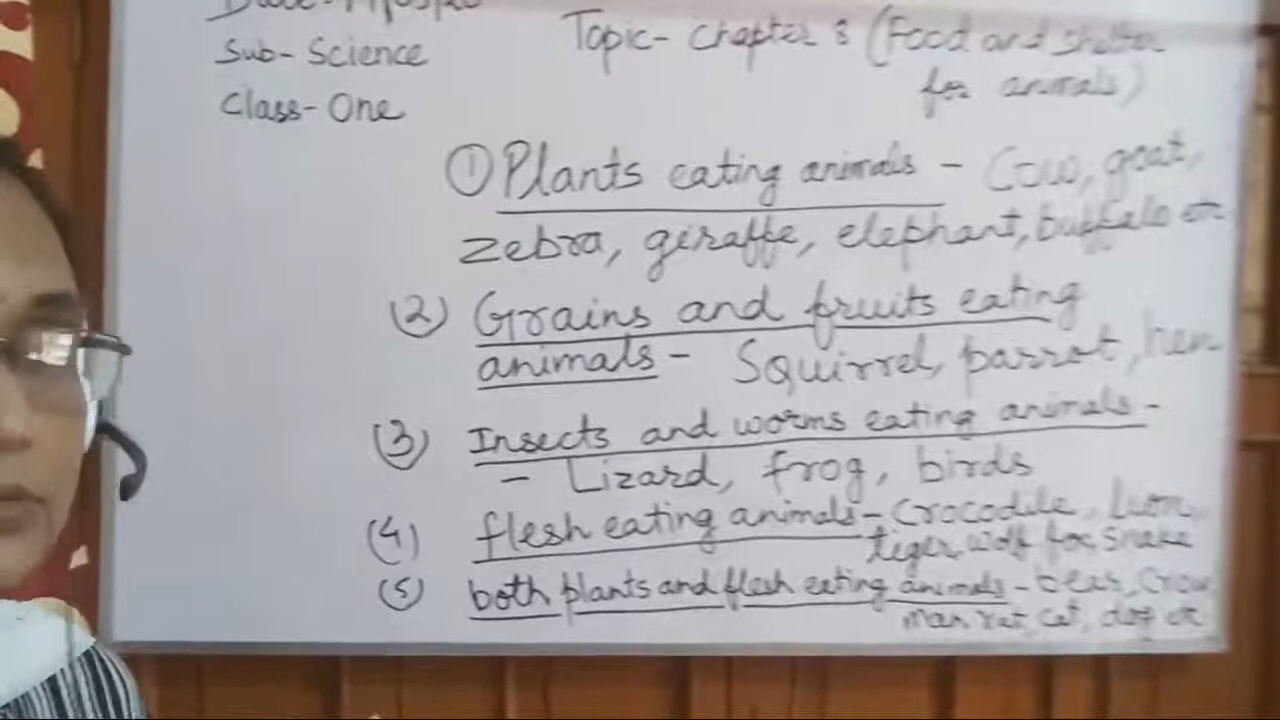 Sub- Science
Topic- Chapter 8 (Food and shelter
for animals)
Class-One
① Plants eating animals - Cow, goat,
zebra, giraffe, elephant, buffalo etc
(2) Grains and fruits eating
animals - Squirrel, parrot, hen
(3) Insects and worms eating animals -
- Lizard, frog, birds
(4) flesh eating animals - Crocodile, Lion,
tiger, wolf fox, snake
(5) both plants and flesh eating animals - bear, Crow
man, rat, cat, dog etc